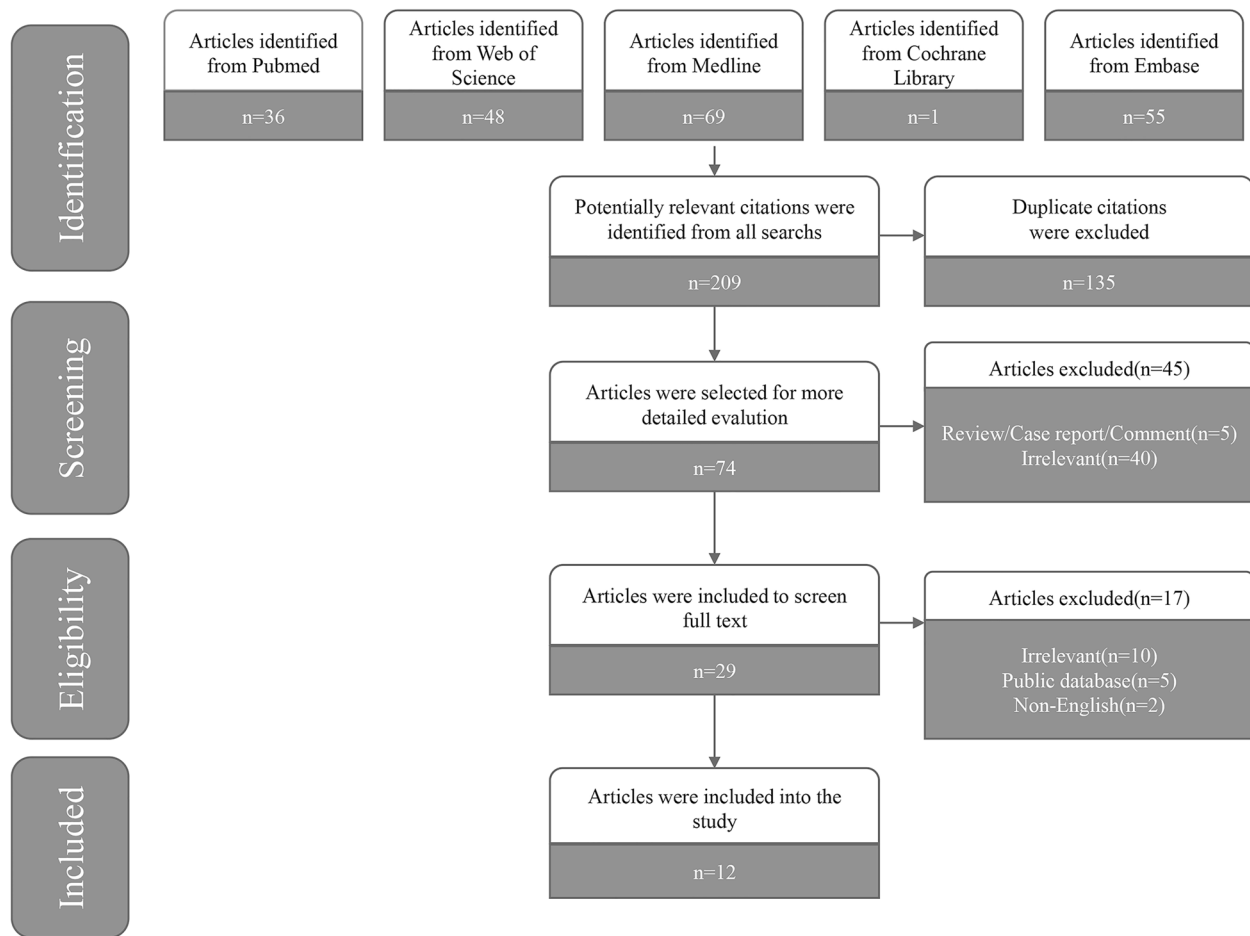 Identification
Articles identified
from Pubmed
n=36
Articles identified
from Web of
Science
n=48
Articles identified
from Medline
n=69
Articles identified
from Cochrane
Library
n=1
Articles identified
from Embase
n=55
Potentially relevant citations were
identified from all searchs
n=209
Duplicate citations
were excluded
n=135
Screening
Articles were selected for more
detailed evalution
n=74
Articles excluded(n=45)
Review/Case report/Comment(n=5)
Irrelevant(n=40)
Eligibility
Articles were included to screen
full text
n=29
Articles excluded(n=17)
Irrelevant(n=10)
Public database(n=5)
Non-English(n=2)
Included
Articles were included into the
study
n=12